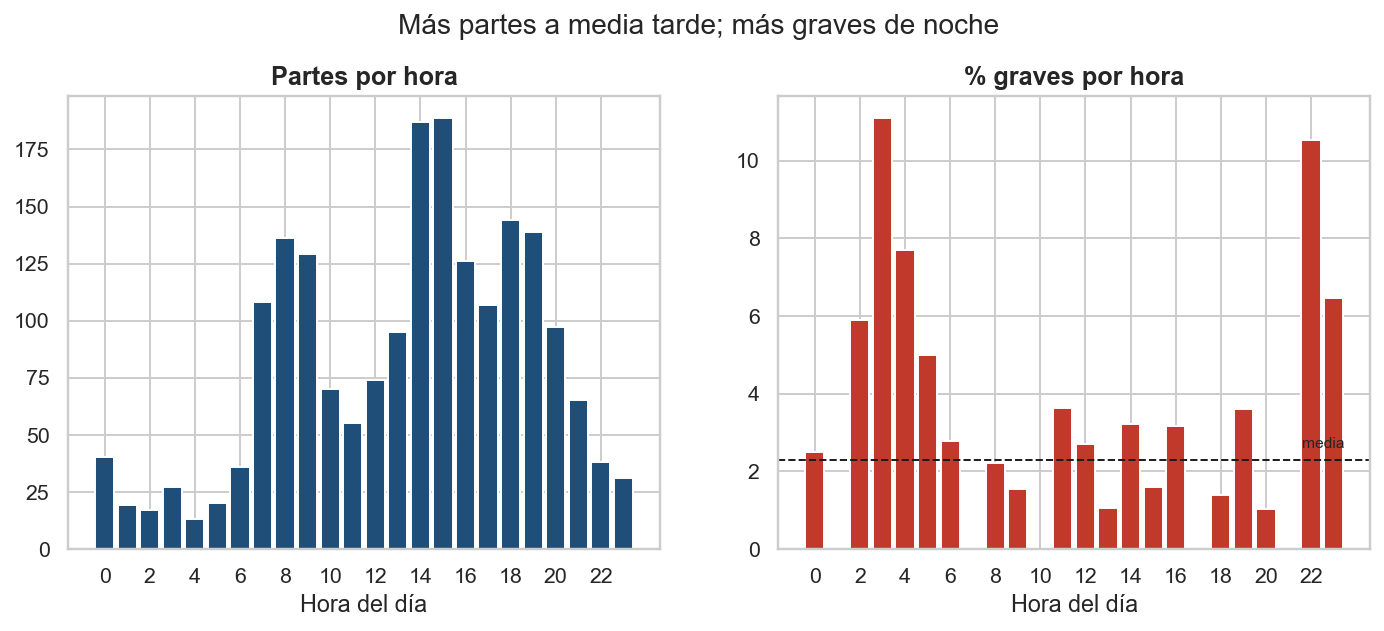 Más partes a media tarde; más graves de noche
Partes por hora
175
150
125
100
75
50
25
0
0 2 4 6 8 10 12 14 16 18 20 22
Hora del día
% graves por hora
10
8
6
4
2
0
media
0 2 4 6 8 10 12 14 16 18 20 22
Hora del día